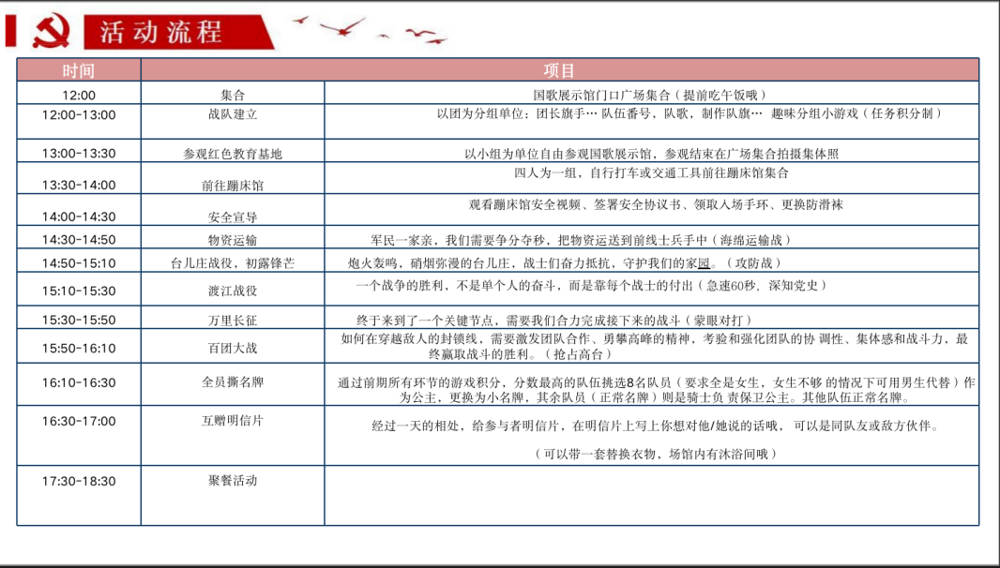 活动流程
时间 项目
12:00 集合 国歌展示馆门口广场集合（提前吃午饭哦）
12:00-13:00 战队建立 以团为分组单位：团长旗手… 队伍番号，队歌，制作队旗… 趣味分组小游戏（任务积分制）
13:00-13:30 参观红色教育基地 以小组为单位自由参观国歌展示馆，参观结束在广场集合拍摄集体照
13:30-14:00 前往蹦床馆 四人为一组，自行打车或交通工具前往蹦床馆集合
14:00-14:30 安全宣导 观看蹦床馆安全视频、签署安全协议书、领取入场手环、更换防滑袜
14:30-14:50 物资运输 军民一家亲，我们需要争分夺秒，把物资运送到前线士兵手中（海绵运输战）
14:50-15:10 台儿庄战役，初露锋芒 炮火轰鸣，硝烟弥漫的台儿庄，战士们奋力抵抗，守护我们的家园。（攻防战）
15:10-15:30 渡江战役 一个战争的胜利，不是单个人的奋斗，而是靠每个战士的付出（急速60秒，深知党史）
15:30-15:50 万里长征 终于来到了一个关键节点，需要我们合力完成接下来的战斗（蒙眼对打）
15:50-16:10 百团大战 如何在穿越敌人的封锁线，需要激发团队合作、勇攀高峰的精神，考验和强化团队的协 调性、集体感和战斗力，最
终赢取战斗的胜利。（抢占高台）
16:10-16:30 全员撕名牌 通过前期所有环节的游戏积分，分数最高的队伍挑选8名队员（要求全是女生，女生不够 的情况下可用男生代替）作
为公主，更换为小名牌，其余队员（正常名牌）则是骑士负 责保卫公主。其他队伍正常名牌。
16:30-17:00 互赠明信片 经过一天的相处，给参与者明信片，在明信片上写上你想对他/她说的话哦， 可以是同队友或敌方伙伴。
（可以带一套替换衣物，场馆内有沐浴间哦）
17:30-18:30 聚餐活动